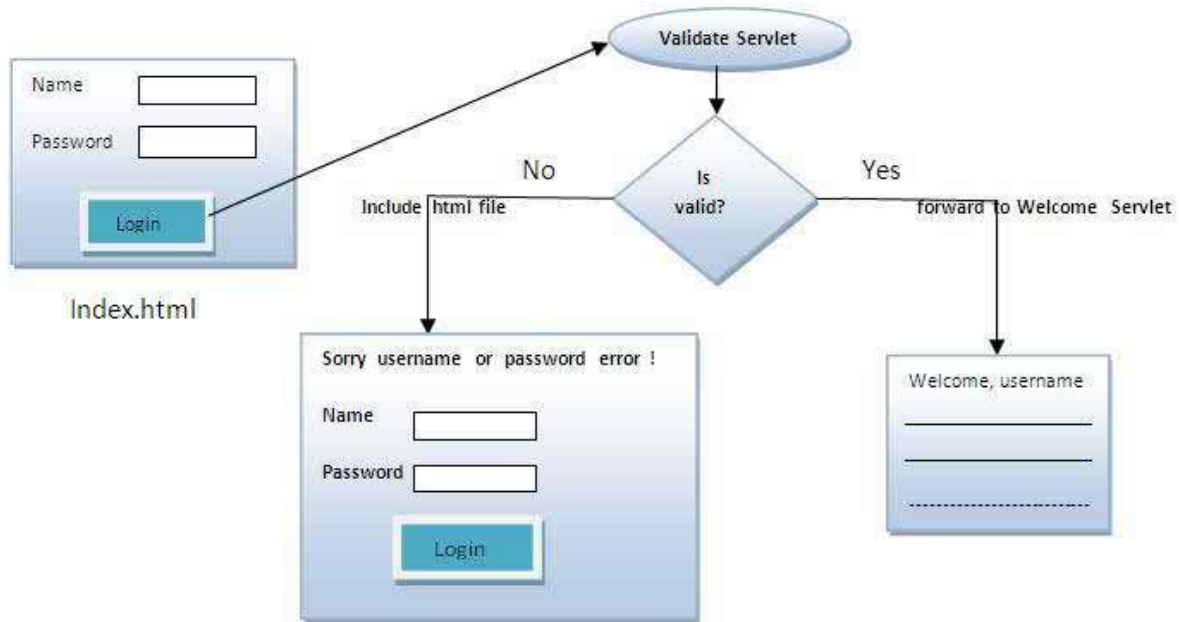 Validate Servlet
Name
Password
Login
Index.html
No
Yes
Is
valid?
Include html file
forward to Welcome Servlet
Sorry username or password error !
Name
Password
Login
Welcome, username